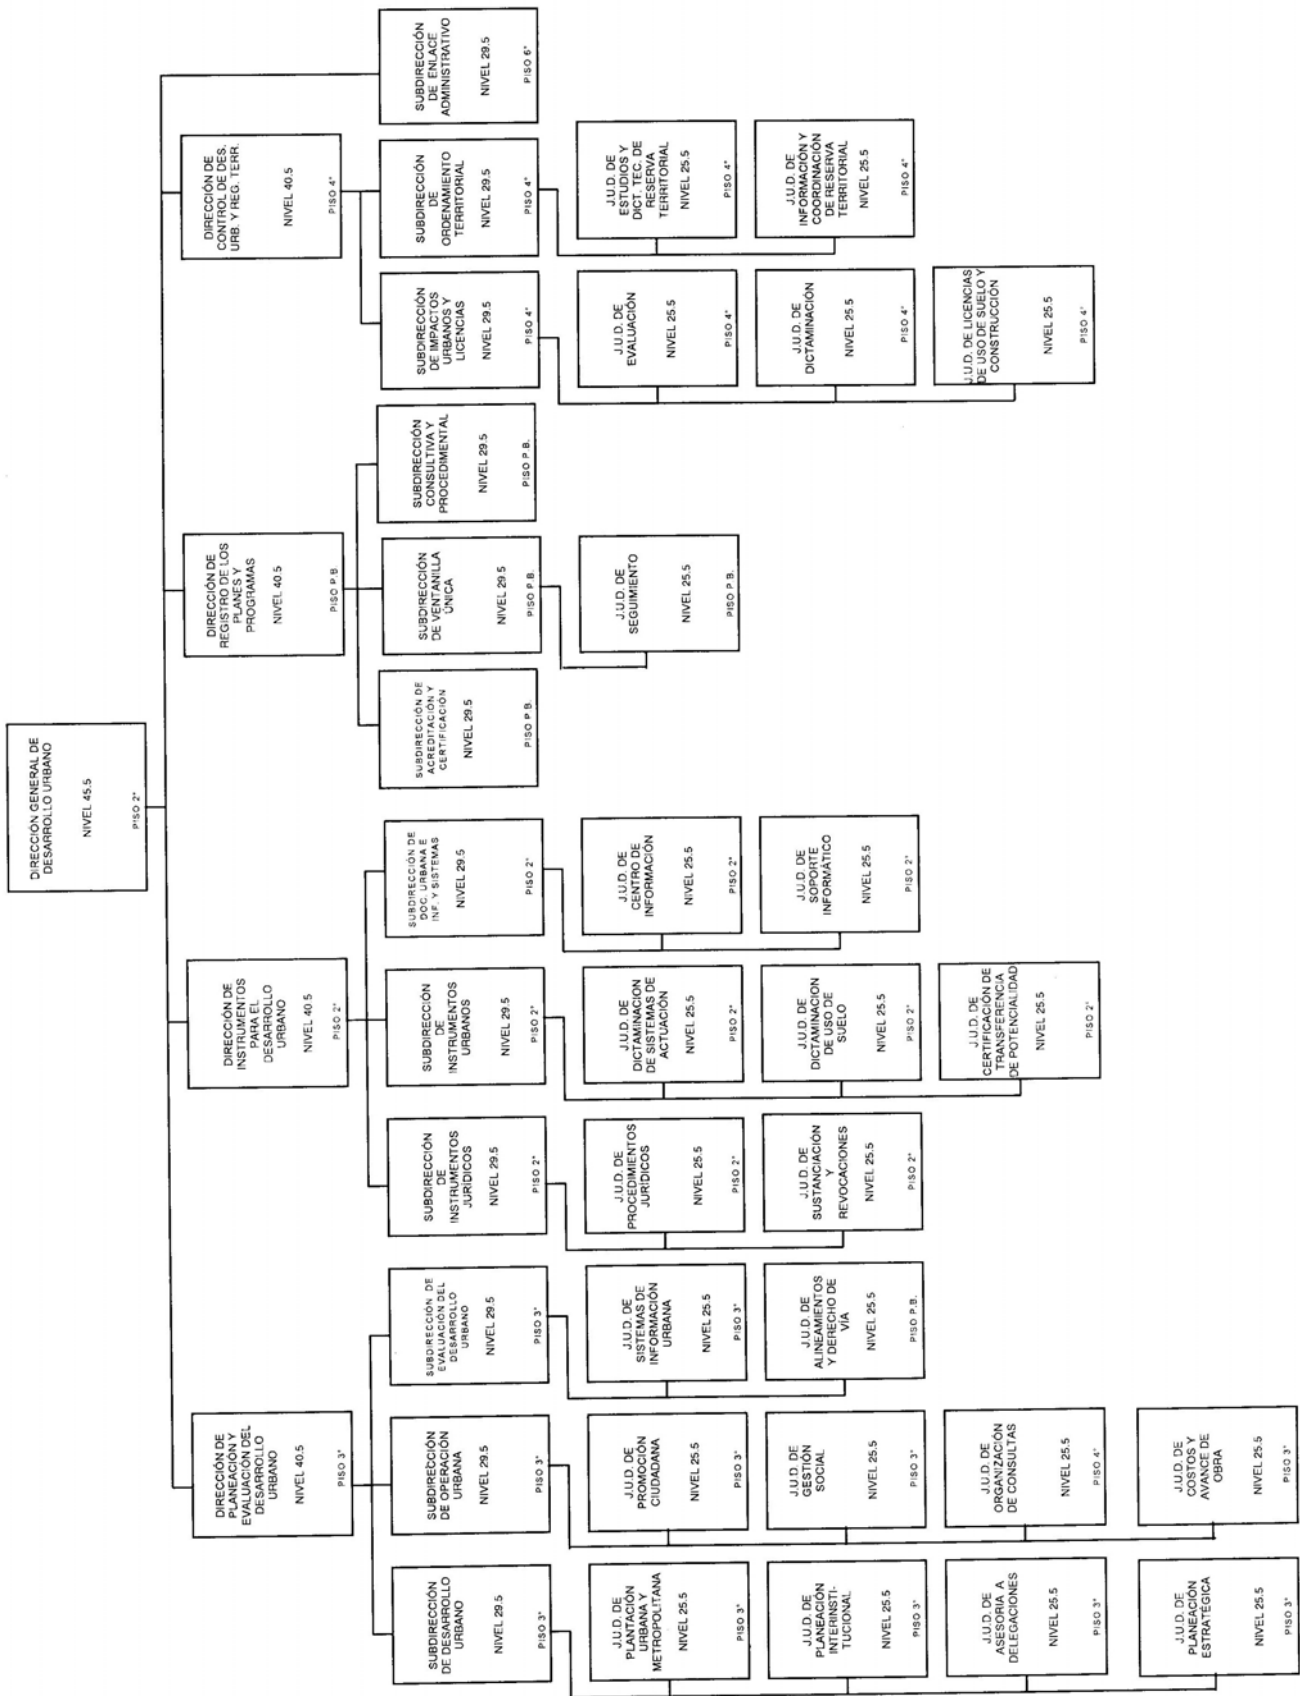 DIRECCIÓN GENERAL DE
DESARROLLO URBANO
NIVEL 45.5
PISO 2°
DIRECCIÓN DE
PLANEACIÓN Y
EVALUACIÓN DEL
DESARROLLO
URBANO
NIVEL 40.5
PISO 3°
DIRECCIÓN DE
INSTRUMENTOS
PARA EL
DESARROLLO
URBANO
NIVEL 40.5
PISO 2°
DIRECCIÓN DE
REGISTRO DE LOS
PLANES Y
PROGRAMAS
NIVEL 40.5
PISO P.B
DIRECCIÓN DE
CONTROL DE DES.
URB. Y REG. TERR.
NIVEL 40.5
PISO 4°
SUBDIRECCIÓN
DE DESARROLLO
URBANO
NIVEL 29.5
PISO 3°
SUBDIRECCIÓN
DE OPERACIÓN
URBANA
NIVEL 29.5
PISO 3°
SUBDIRECCIÓN DE
EVALUACIÓN DEL
DESARROLLO
URBANO
NIVEL 29.5
PISO 3°
SUBDIRECCIÓN
DE
INSTRUMENTOS
JURÍDICOS
NIVEL 29.5
PISO 2°
SUBDIRECCIÓN
DE
INSTRUMENTOS
URBANOS
NIVEL 29.5
PISO 2°
SUBDIRECCIÓN DE
DOC. URBANA E
INF. Y SISTEMAS
NIVEL 29.5
PISO 2°
SUBDIRECCIÓN DE
ACREDITACIÓN Y
CERTIFICACIÓN
NIVEL 29.5
PISO P.B.
SUBDIRECCIÓN
DE VENTANILLA
ÚNICA
NIVEL 29.5
PISO P.B.
SUBDIRECCIÓN
CONSULTIVA Y
PROCEDIMENTAL
NIVEL 29.5
PISO P.B.
SUBDIRECCIÓN
DE IMPACTOS
URBANOS Y
LICENCIAS
NIVEL 29.5
PISO 4°
SUBDIRECCIÓN
DE
ORDENAMIENTO
TERRITORIAL
NIVEL 29.5
PISO 4°
SUBDIRECCIÓN
DE ENLACE
ADMINISTRATIVO
NIVEL 29.5
PISO 6°
J.U.D. DE
PLANTACIÓN
URBANA Y
METROPOLITANA
NIVEL 25.5
PISO 3°
J.U.D. DE
PROMOCIÓN
CIUDADANA
NIVEL 25.5
PISO 3°
J.U.D. DE
SISTEMAS DE
INFORMACIÓN
URBANA
NIVEL 25.5
PISO 3°
J.U.D. DE
PROCEDIMIENTOS
JURÍDICOS
NIVEL 25.5
PISO 2°
J.U.D. DE
DICTAMINACION
DE SISTEMAS DE
ACTUACIÓN
NIVEL 25.5
PISO 2°
J.U.D. DE
CENTRO DE
INFORMACIÓN
NIVEL 25.5
PISO 2°
J.U.D. DE
SEGUIMIENTO
NIVEL 25.5
PISO P.B.
J.U.D. DE
EVALUACIÓN
NIVEL 25.5
PISO 4°
J.U.D. DE
ESTUDIOS Y
DICT. TEC. DE
RESERVA
TERRITORIAL
NIVEL 25.5
PISO 4°
J.U.D. DE
PLANEACIÓN
INTERINSTI-
TUCIONAL
NIVEL 25.5
PISO 3°
J.U.D. DE
GESTIÓN
SOCIAL
NIVEL 25.5
PISO 3°
J.U.D. DE
ALINEAMIENTOS
Y DERECHO DE
VÍA
NIVEL 25.5
PISO P.B.
J.U.D. DE
SUSTANCIACIÓN
Y
REVOCACIONES
NIVEL 25.5
PISO 2°
J.U.D. DE
DICTAMINACION
DE USO DE
SUELO
NIVEL 25.5
PISO 2°
J.U.D. DE
SOPORTE
INFORMÁTICO
NIVEL 25.5
PISO 2°
J.U.D. DE
DICTAMINACIÓN
NIVEL 25.5
PISO 4°
J.U.D. DE
INFORMACIÓN Y
COORDINACIÓN
DE RESERVA
TERRITORIAL
NIVEL 25.5
PISO 4°
J.U.D. DE
ASESORIA A
DELEGACIONES
NIVEL 25.5
PISO 3°
J.U.D. DE
ORGANIZACIÓN
DE CONSULTAS
NIVEL 25.5
PISO 4°
J.U.D. DE
CERTIFICACIÓN DE
TRANSFERENCIA
DE POTENCIALIDAD
NIVEL 25.5
PISO 2°
J.U.D. DE LICENCIAS
DE USO DE SUELO Y
CONSTRUCCIÓN
NIVEL 25.5
PISO 4°
J.U.D. DE
PLANEACIÓN
ESTRATÉGICA
NIVEL 25.5
PISO 3°
J.U.D. DE
COSTOS Y
AVANCE DE
OBRA
NIVEL 25.5
PISO 3°